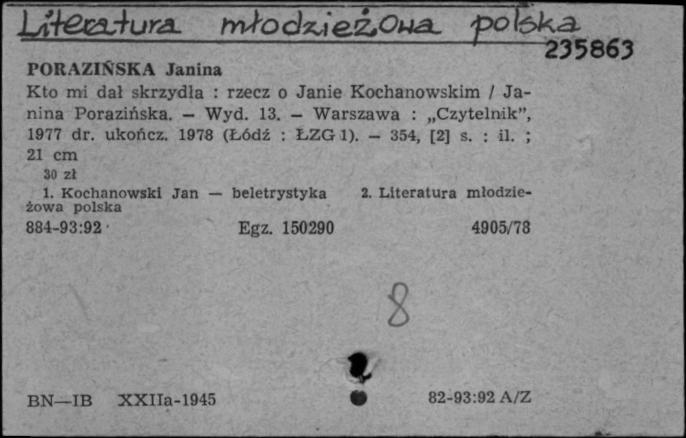 Literatura młodzieżowa polska
235863
PORAZIŃSKA Janina
Kto mi dał skrzydła : rzecz o Janie Kochanowskim / Ja-
nina Porazińska. — Wyd. 13. — Warszawa : „Czytelnik”,
1977 dr. ukończ. 1978 (Łódź : ŁZG 1). — 354, [2] s. : il. ;
21 cm
30 zł
1. Kochanowski Jan — beletrystyka 2. Literatura młodzie-
żowa polska
884-93:92 Egz. 150290 4905/78
8
BN—IB XXIIa-1945 82-93:92 A/Z